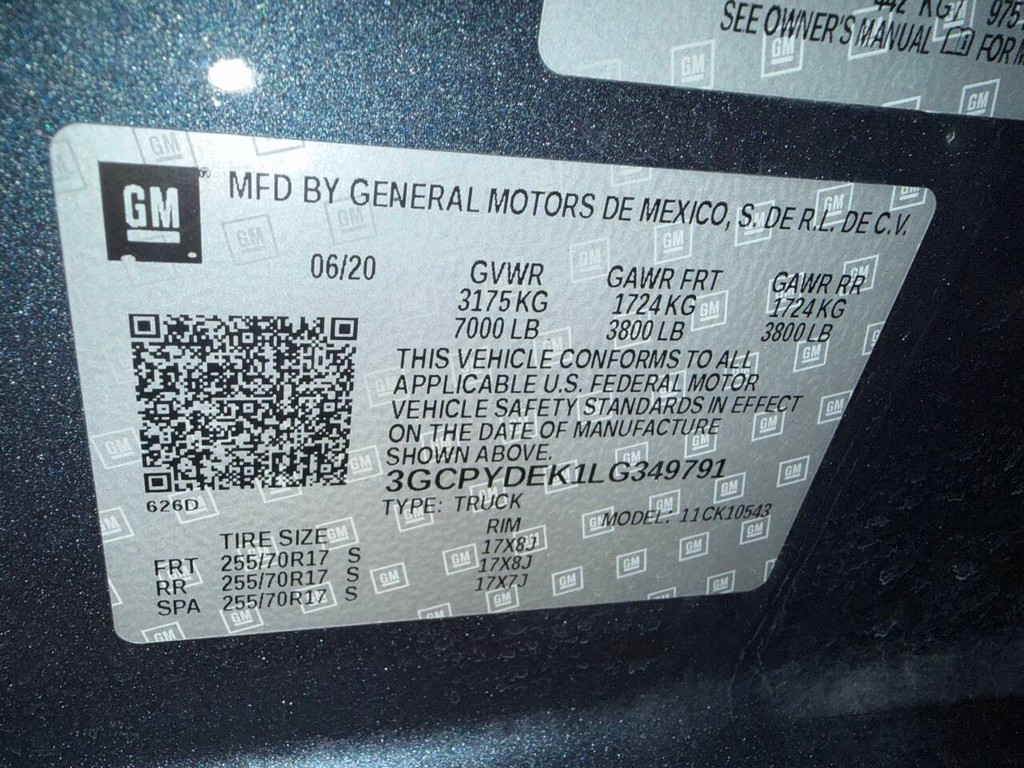 442 KG
SEE OWNER'S MANUAL FOR
GM
MFD BY GENERAL MOTORS DE MEXICO, S. DE R.L. DE C.V.
06/20 GVWR GAWR FRT GAWR RR
3175 KG 1724 KG 1724 KG
7000 LB 3800 LB 3800 LB
THIS VEHICLE CONFORMS TO ALL
APPLICABLE U.S. FEDERAL MOTOR
VEHICLE SAFETY STANDARDS IN EFFECT
ON THE DATE OF MANUFACTURE
SHOWN ABOVE.
3GCPYDEK1LG349791
626D
TYPE: TRUCK MODEL: 11CK10543
TIRE SIZE RIM
FRT 255/70R17 S 17X8J
RR 255/70R17 S 17X8J
SPA 255/70R17 S 17X7J